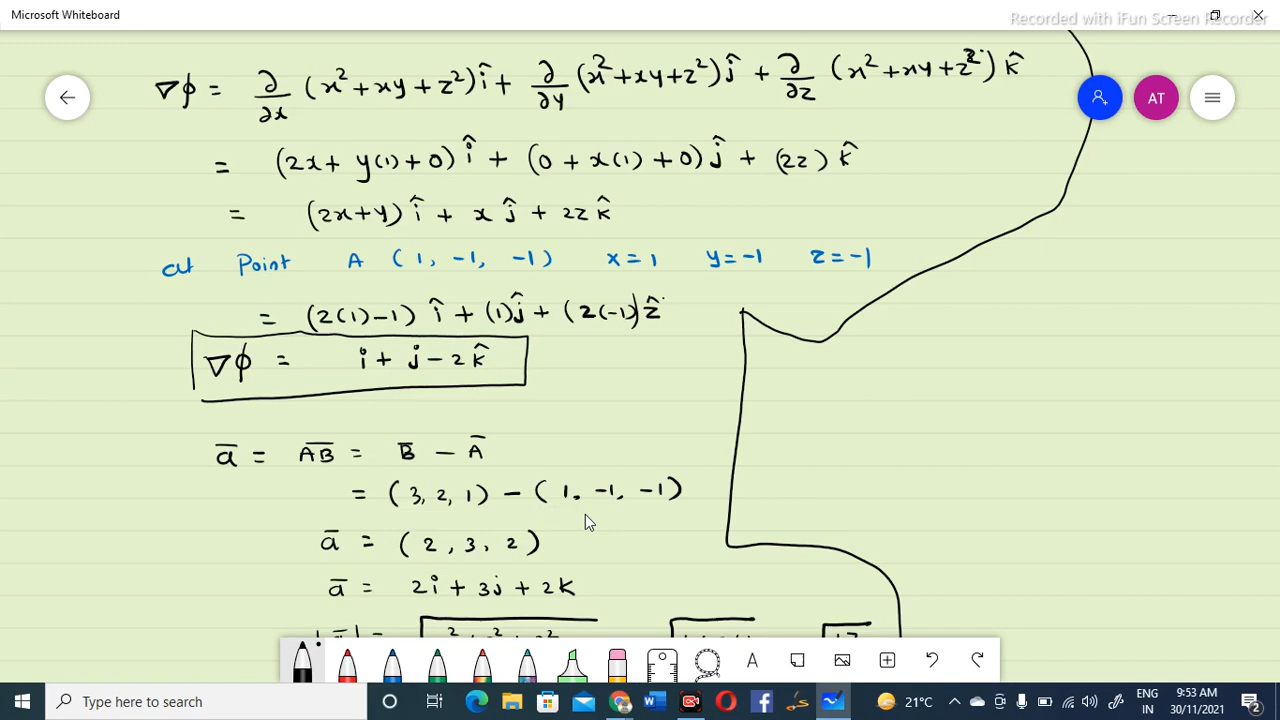 Microsoft Whiteboard
Recorded with iFun Screen Recorder
∇φ = ∂/∂x (x² + xy + z²) î + ∂/∂y (x² + xy + z²) ĵ + ∂/∂z (x² + xy + z²) k̂
AT
= (2x + y(1) + 0) î + (0 + x(1) + 0) ĵ + (2z) k̂
= (2x+y) î + x ĵ + 2z k̂
at Point A (1, -1, -1) x=1 y=-1 z=-1
= (2(1)-1) î + (1)ĵ + (2(-1)) ẑ
∇φ = i + j - 2k̂
a̅ = A̅B̅ = B̅ - A̅
= (3, 2, 1) - (1, -1, -1)
a̅ = (2, 3, 2)
a̅ = 2i + 3j + 2k
A
Type here to search
21°C
ENG
IN
9:53 AM
30/11/2021
2